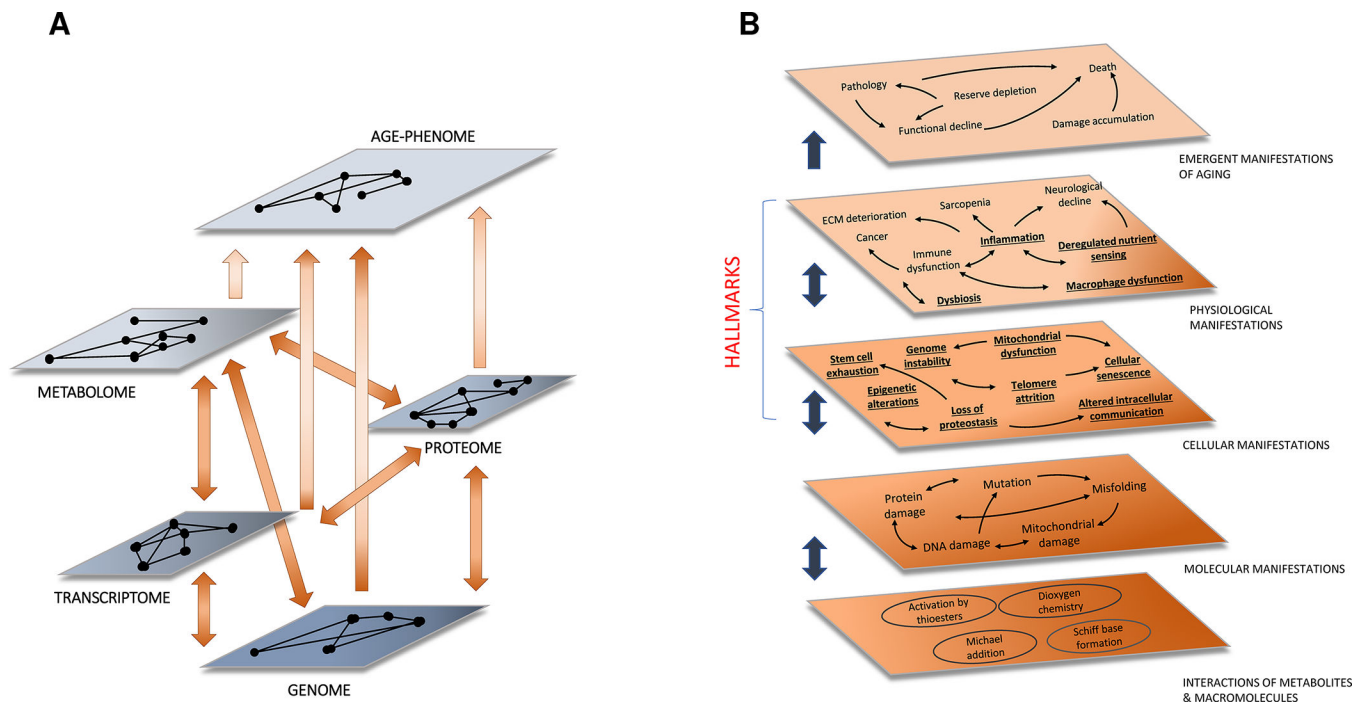 A
AGE-PHENOME
METABOLOME
PROTEOME
TRANSCRIPTOME
GENOME
B
Pathology
Death
Reserve depletion
Functional decline
Damage accumulation
EMERGENT MANIFESTATIONS
OF AGING
HALLMARKS
ECM deterioration
Sarcopenia
Neurological
decline
Cancer
Immune
dysfunction
Inflammation
Deregulated nutrient
sensing
Dysbiosis
Macrophage dysfunction
PHYSIOLOGICAL
MANIFESTATIONS
Stem cell
exhaustion
Genome
instability
Mitochondrial
dysfunction
Cellular
senescence
Epigenetic
alterations
Telomere
attrition
Loss of
proteostasis
Altered intracellular
communication
CELLULAR MANIFESTATIONS
Protein
damage
Mutation
Misfolding
DNA damage
Mitochondrial
damage
MOLECULAR MANIFESTATIONS
Activation by
thioesters
Dioxygen
chemistry
Michael
addition
Schiff base
formation
INTERACTIONS OF METABOLITES
& MACROMOLECULES